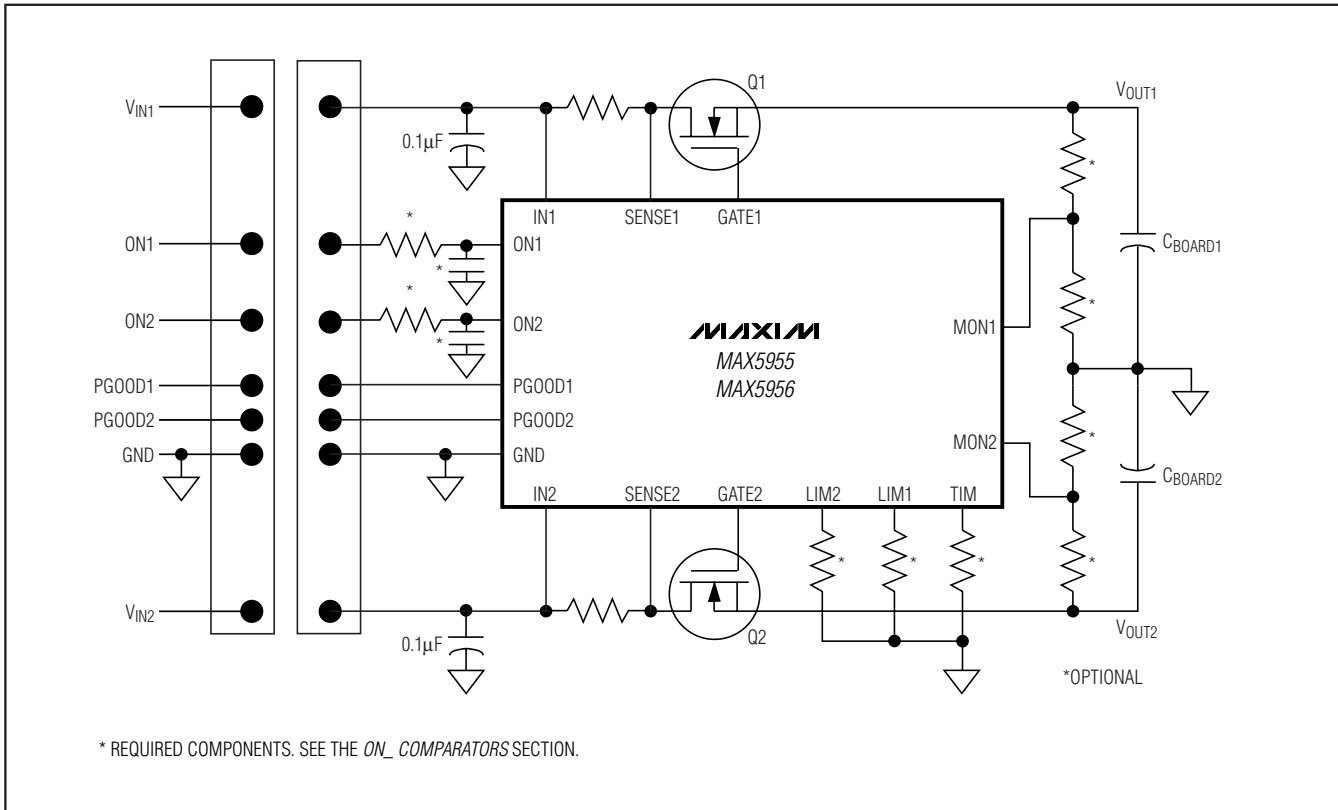 Q1
VIN1
VOUT1
0.1µF
*
IN1
SENSE1
GATE1
*
ON1
ON1
*
CBOARD1
*
*
ON2
ON2
MAXIM
MON1
*
MAX5955
MAX5956
PGOOD1
PGOOD1
PGOOD2
PGOOD2
*
MON2
GND
GND
CBOARD2
IN2
SENSE2
GATE2
LIM2
LIM1
TIM
*
*
*
*
VIN2
VOUT2
Q2
0.1µF
*OPTIONAL
* REQUIRED COMPONENTS. SEE THE ON_ COMPARATORS SECTION.